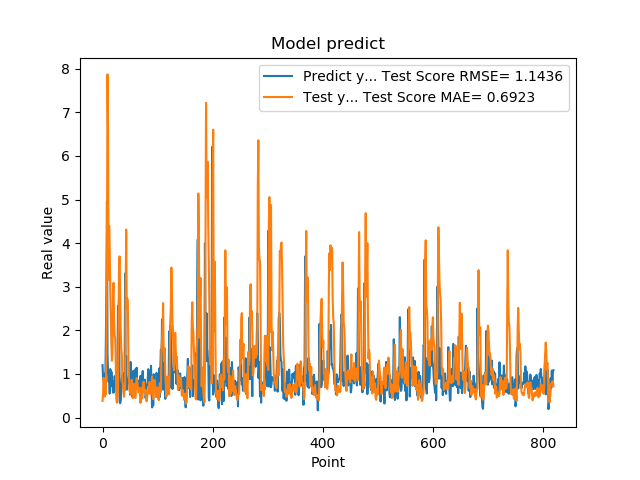 Model predict
Predict y... Test Score RMSE= 1.1436
Test y... Test Score MAE= 0.6923
Real value
8
7
6
5
4
3
2
1
0
0 200 400 600 800
Point